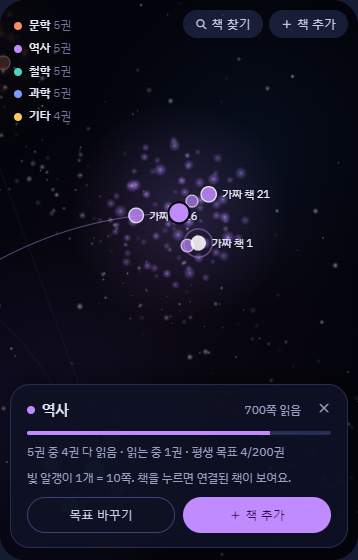 문학 5권
역사 5권
철학 5권
과학 5권
기타 4권
책 찾기
+ 책 추가
가짜 책 21
가짜 6
가짜 책 1
역사
700쪽 읽음 ×
5권 중 4권 다 읽음 · 읽는 중 1권 · 평생 목표 4/200권
빛 알갱이 1개 = 10쪽. 책을 누르면 연결된 책이 보여요.
목표 바꾸기
+ 책 추가